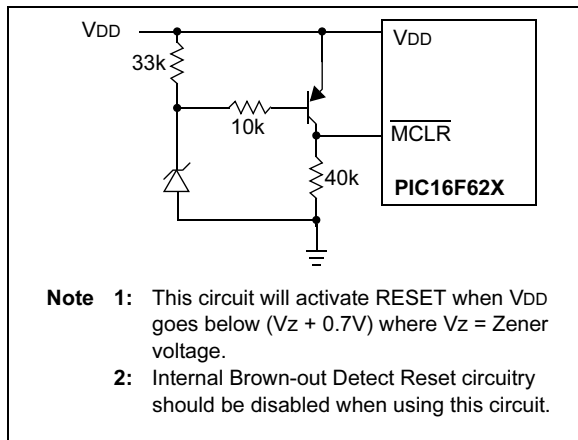 VDD
VDD
33k
10k
MCLR
40k
PIC16F62X
Note 1: This circuit will activate RESET when VDD
goes below (Vz + 0.7V) where Vz = Zener
voltage.
2: Internal Brown-out Detect Reset circuitry
should be disabled when using this circuit.